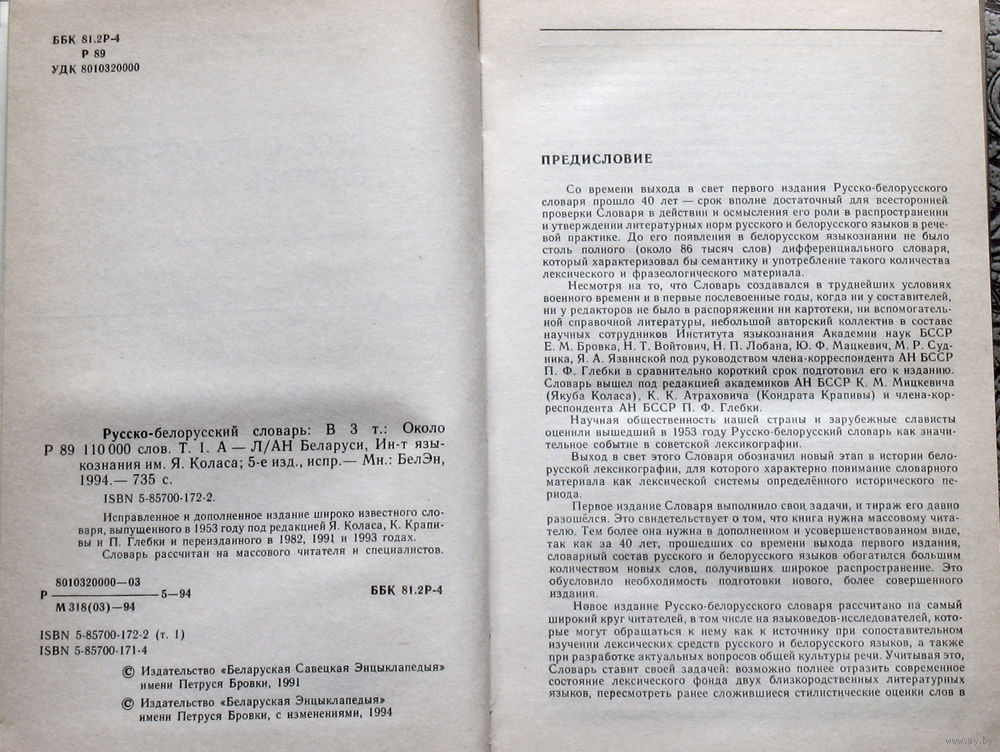 ББК 81.2Р-4
Р 89
УДК 8010320000
Русско-белорусский словарь: В 3 т.: Около
Р 89 110 000 слов. Т. 1. А — Л/АН Беларуси, Ин-т язы-
кознания им. Я. Коласа; 5-е изд., испр.— Мн.: БелЭн,
1994.— 735 с.
ISBN 5-85700-172-2.
Исправленное и дополненное издание широко известного сло-
варя, выпущенного в 1953 году под редакцией Я. Коласа, К. Крапи-
вы и П. Глебки и переизданного в 1982, 1991 и 1993 годах.
Словарь рассчитан на массового читателя и специалистов.
8010320000—03
Р 5—94
М 318(03)—94
ББК 81.2Р-4
ISBN 5-85700-172-2 (т. 1)
ISBN 5-85700-171-4
© Издательство «Беларуская Савецкая Энцыклапедыя»
имени Петруся Бровки, 1991
© Издательство «Беларуская Энцыклапедыя»
имени Петруся Бровки, с изменениями, 1994
ПРЕДИСЛОВИЕ
Со времени выхода в свет первого издания Русско-белорусского
словаря прошло 40 лет — срок вполне достаточный для всесторонней
проверки Словаря в действии и осмысления его роли в распространении
и утверждении литературных норм русского и белорусского языков в рече-
вой практике. До его появления в белорусском языкознании не было
столь полного (около 86 тысяч слов) дифференциального словаря,
который характеризовал бы семантику и употребление такого количества
лексического и фразеологического материала.
Несмотря на то, что Словарь создавался в труднейших условиях
военного времени и в первые послевоенные годы, когда ни у составителей,
ни у редакторов не было в распоряжении ни картотеки, ни вспомогатель-
ной справочной литературы, небольшой авторский коллектив в составе
научных сотрудников Института языкознания Академии наук БССР
Е. М. Бровка, Н. Т. Войтович, Н. П. Лобана, Ю. Ф. Мацкевич, М. Р. Суд-
ника, Я. А. Язвинской под руководством члена-корреспондента АН БССР
П. Ф. Глебки в сравнительно короткий срок подготовил его к изданию.
Словарь вышел под редакцией академиков АН БССР К. М. Мицкевича
(Якуба Коласа), К. К. Атраховича (Кондрата Крапивы) и члена-кор-
респондента АН БССР П. Ф. Глебки.
Научная общественность нашей страны и зарубежные слависты
оценили вышедший в 1953 году Русско-белорусский словарь как значи-
тельное событие в советской лексикографии.
Выход в свет этого Словаря обозначил новый этап в истории бело-
русской лексикографии, для которого характерно понимание словарного
материала как лексической системы определённого исторического пе-
риода.
Первое издание Словаря выполнило свои задачи, и тираж его давно
разошёлся. Это свидетельствует о том, что книга нужна массовому чита-
телю. Тем более она нужна в дополненном и усовершенствованном виде,
так как за 40 лет, прошедших со времени выхода первого издания,
словарный состав русского и белорусского языков обогатился большим
количеством новых слов, получивших широкое распространение. Это
обусловило необходимость подготовки нового, более совершенного
издания.
Новое издание Русско-белорусского словаря рассчитано на самый
широкий круг читателей, в том числе на языковедов-исследователей, кото-
рые могут обращаться к нему как к источнику при сопоставительном
изучении лексических средств русского и белорусского языков, а также
при разработке актуальных вопросов общей культуры речи. Учитывая это,
Словарь ставит своей задачей: возможно полнее отразить современное
состояние лексического фонда двух близкородственных литературных
языков, пересмотреть ранее сложившиеся стилистические оценки слов в
www.ay.by